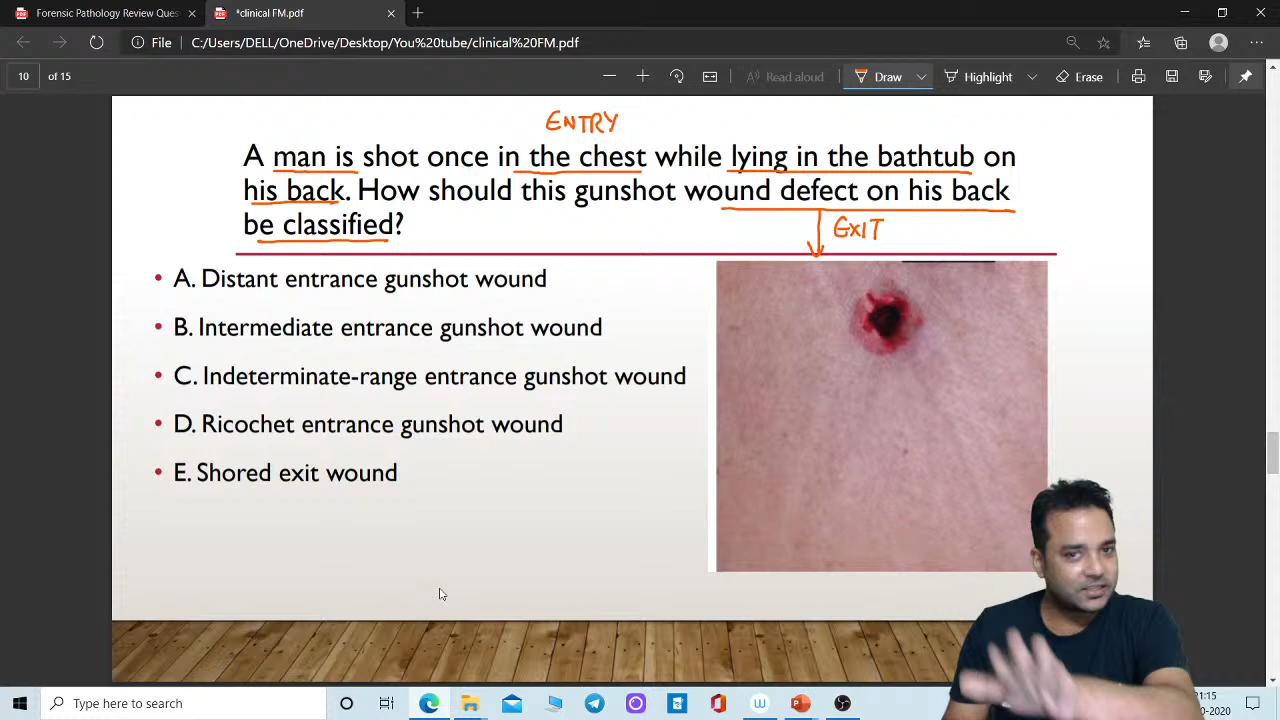 Forensic Pathology Review Ques
*clinical FM.pdf
File
C:/Users/DELL/OneDrive/Desktop/You%20tube/clinical%20FM.pdf
10 of 15
Read aloud
Draw
Highlight
Erase
ENTRY
A man is shot once in the chest while lying in the bathtub on
his back. How should this gunshot wound defect on his back
be classified?
EXIT
• A. Distant entrance gunshot wound
• B. Intermediate entrance gunshot wound
• C. Indeterminate-range entrance gunshot wound
• D. Ricochet entrance gunshot wound
• E. Shored exit wound
Type here to search